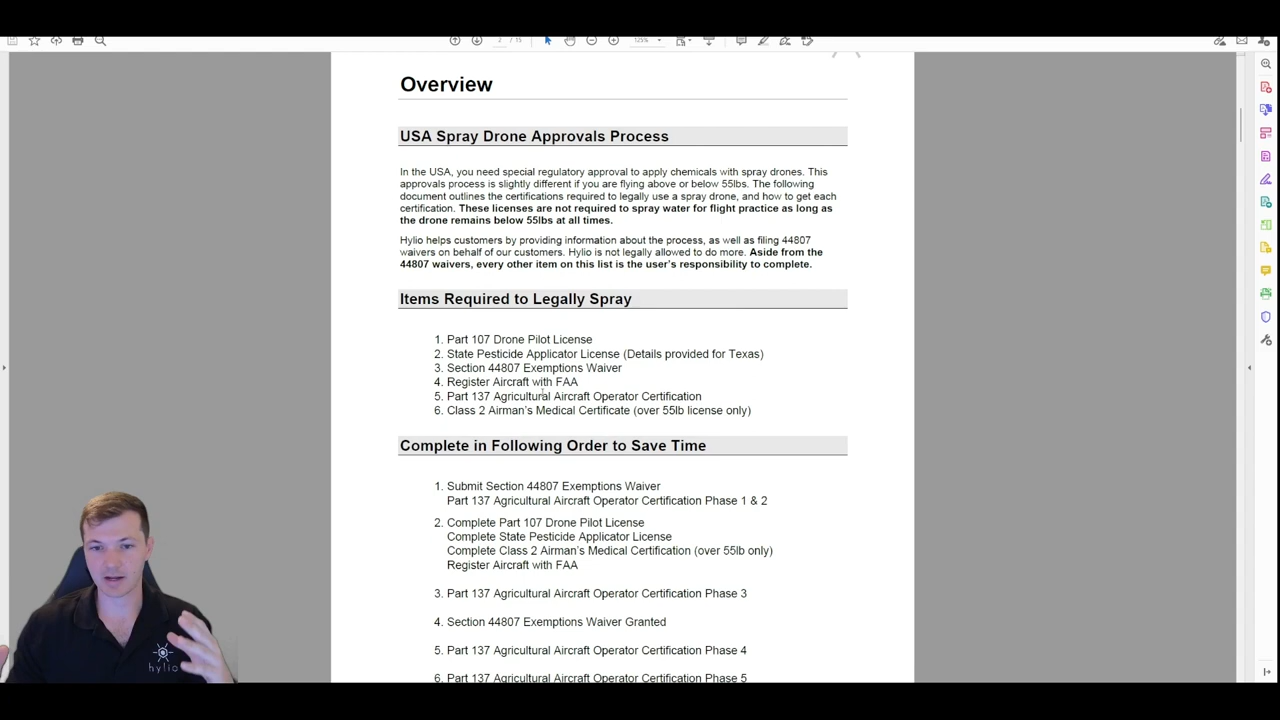 2 / 15
125%
Overview
USA Spray Drone Approvals Process
In the USA, you need special regulatory approval to apply chemicals with spray drones. This
approvals process is slightly different if you are flying above or below 55lbs. The following
document outlines the certifications required to legally use a spray drone, and how to get each
certification. These licenses are not required to spray water for flight practice as long as
the drone remains below 55lbs at all times.
Hylio helps customers by providing information about the process, as well as filing 44807
waivers on behalf of our customers. Hylio is not legally allowed to do more. Aside from the
44807 waivers, every other item on this list is the user's responsibility to complete.
Items Required to Legally Spray
1. Part 107 Drone Pilot License
2. State Pesticide Applicator License (Details provided for Texas)
3. Section 44807 Exemptions Waiver
4. Register Aircraft with FAA
5. Part 137 Agricultural Aircraft Operator Certification
6. Class 2 Airman's Medical Certificate (over 55lb license only)
Complete in Following Order to Save Time
1. Submit Section 44807 Exemptions Waiver
Part 137 Agricultural Aircraft Operator Certification Phase 1 & 2
2. Complete Part 107 Drone Pilot License
Complete State Pesticide Applicator License
Complete Class 2 Airman's Medical Certification (over 55lb only)
Register Aircraft with FAA
3. Part 137 Agricultural Aircraft Operator Certification Phase 3
4. Section 44807 Exemptions Waiver Granted
5. Part 137 Agricultural Aircraft Operator Certification Phase 4
6. Part 137 Agricultural Aircraft Operator Certification Phase 5
hylio